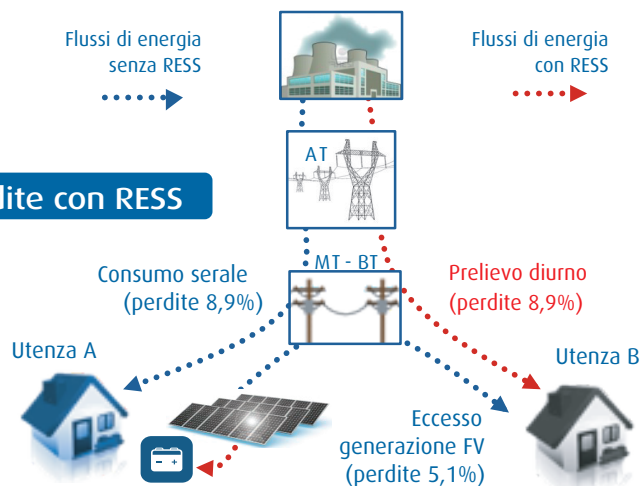 Flussi di energia
senza RESS
Flussi di energia
con RESS
AT
dite con RESS
MT - BT
Consumo serale
(perdite 8,9%)
Prelievo diurno
(perdite 8,9%)
Utenza A
Utenza B
Eccesso
generazione FV
(perdite 5,1%)
- +